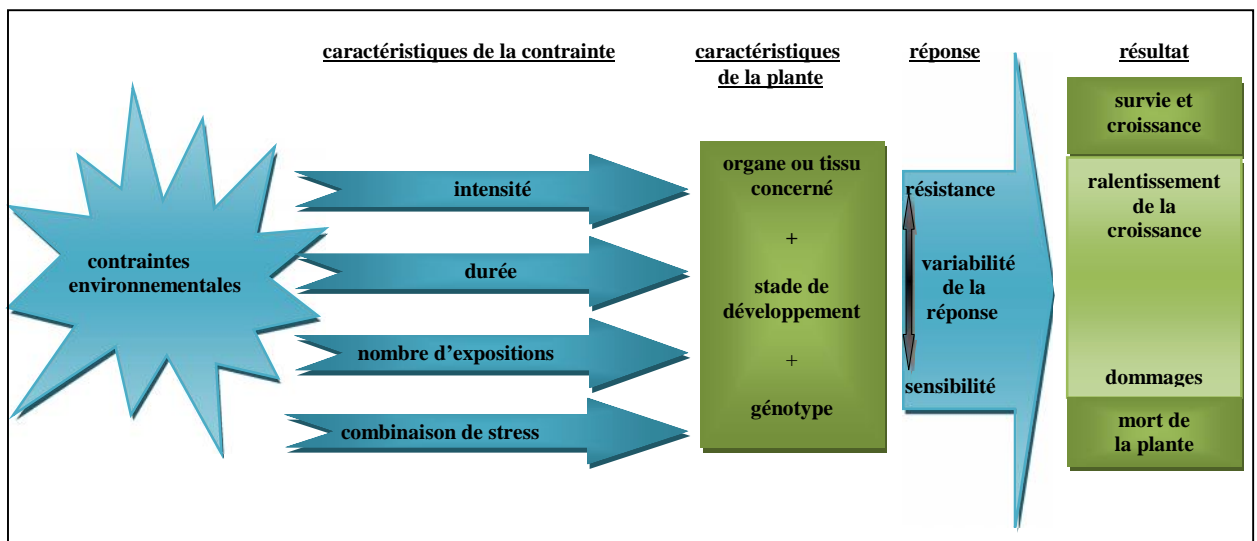 caractéristiques de la contrainte
caractéristiques
de la plante
réponse
résultat
contraintes
environnementales
intensité
durée
nombre d’expositions
combinaison de stress
organe ou tissu
concerné
+
stade de
développement
+
génotype
résistance
variabilité
de la
réponse
sensibilité
survie et
croissance
ralentissement
de la
croissance
dommages
mort de
la plante